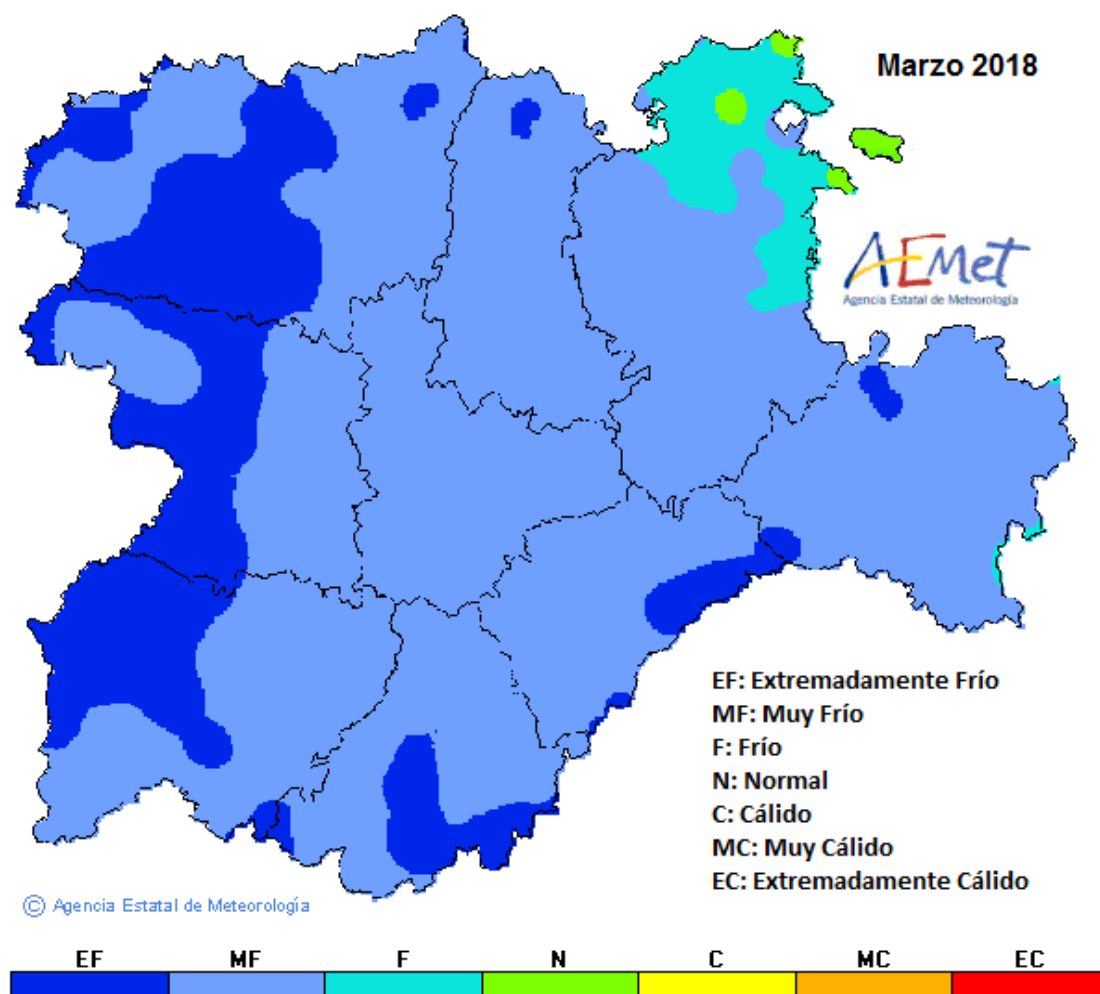 Marzo 2018
AEMet
Agencia Estatal de Meteorología
EF: Extremadamente Frío
MF: Muy Frío
F: Frío
N: Normal
C: Cálido
MC: Muy Cálido
EC: Extremadamente Cálido
© Agencia Estatal de Meteorología
EF MF F N C MC EC